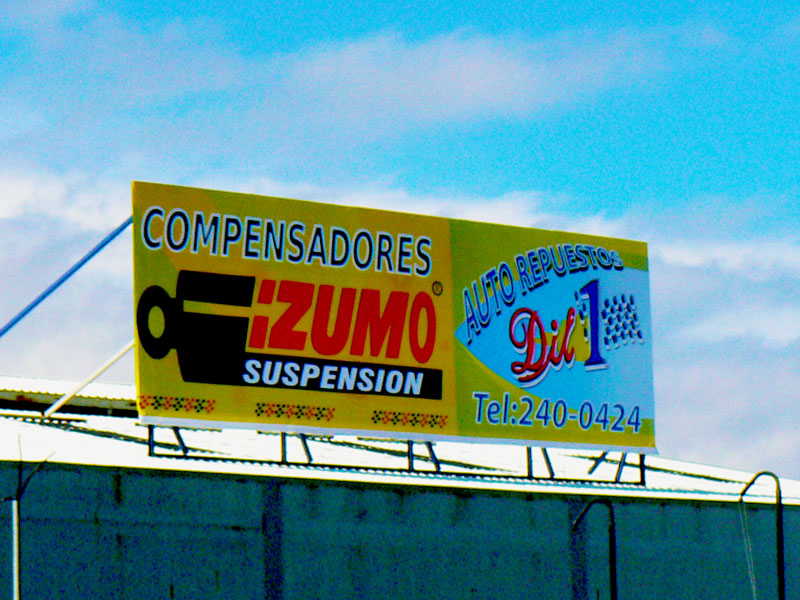 COMPENSADORES
IZUMO®
SUSPENSION
AUTO REPUESTOS
Dil 1
Tel:240-0424